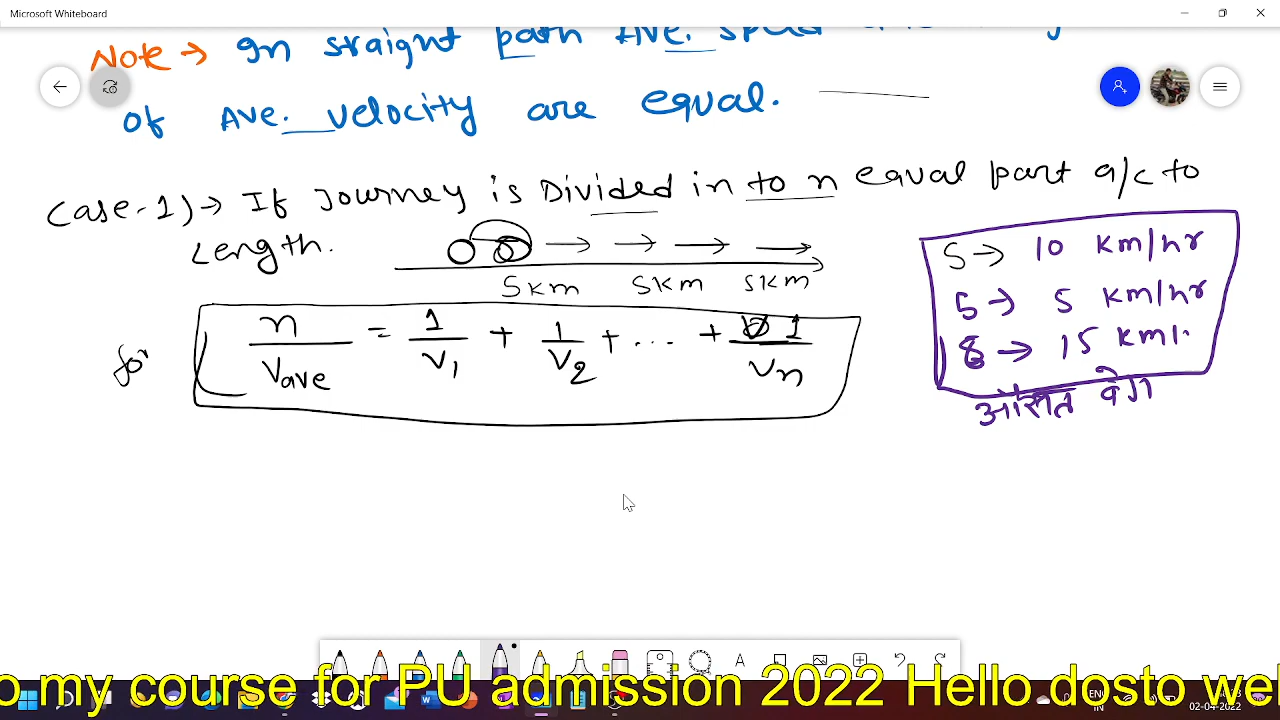 Microsoft Whiteboard
Note → In straight path Ave. speed
of Ave. velocity are equal.
Case-1) → If Journey is Divided in to n equal part a/c to
Length.
5km 5km 5km
for n/Vave = 1/V1 + 1/V2 + ... + 1/Vn
5 → 10 km/hr
5 → 5 km/hr
→ 15 km/.
औसत वेग
o my course for PU admission 2022 Hello dosto wel
ENG
IN
02-04-2022